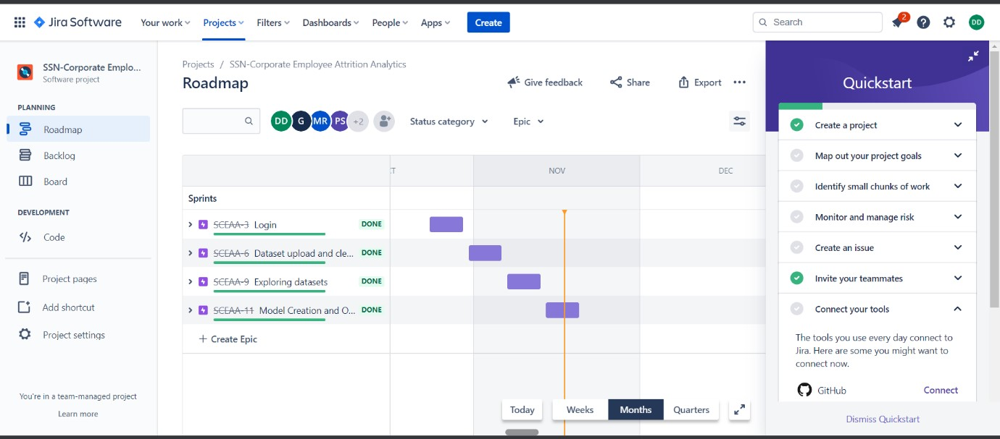 Jira Software Your work Projects Filters Dashboards People Apps Create Search 2 DD
SSN-Corporate Emplo...
Software project
PLANNING
Roadmap
Backlog
Board
DEVELOPMENT
Code
Project pages
Add shortcut
Project settings
You're in a team-managed project
Learn more
Projects / SSN-Corporate Employee Attrition Analytics
Roadmap
Give feedback Share Export
DD G MR PS +2 Status category Epic
NOV DEC
Sprints
SCEAA-3 Login DONE
SCEAA-6 Dataset upload and cle... DONE
SCEAA-9 Exploring datasets DONE
SCEAA-11 Model Creation and O... DONE
+ Create Epic
Today Weeks Months Quarters
Quickstart
Create a project
Map out your project goals
Identify small chunks of work
Monitor and manage risk
Create an issue
Invite your teammates
Connect your tools
The tools you use every day connect to
Jira. Here are some you might want to
connect now.
GitHub Connect
Dismiss Quickstart